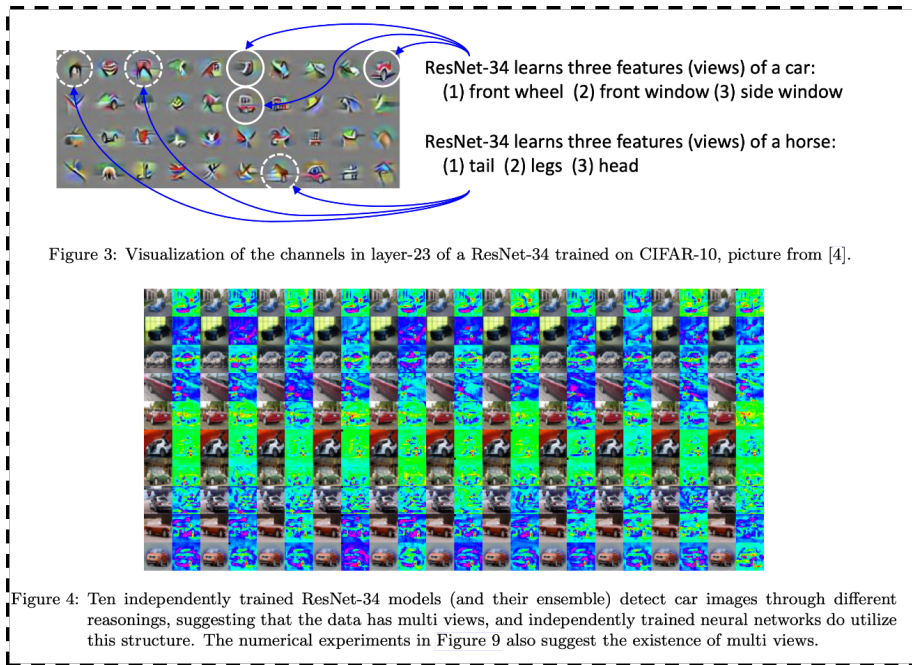 ResNet-34 learns three features (views) of a car:
(1) front wheel (2) front window (3) side window
ResNet-34 learns three features (views) of a horse:
(1) tail (2) legs (3) head
Figure 3: Visualization of the channels in layer-23 of a ResNet-34 trained on CIFAR-10, picture from [4].
Figure 4: Ten independently trained ResNet-34 models (and their ensemble) detect car images through different
reasonings, suggesting that the data has multi views, and independently trained neural networks do utilize
this structure. The numerical experiments in Figure 9 also suggest the existence of multi views.